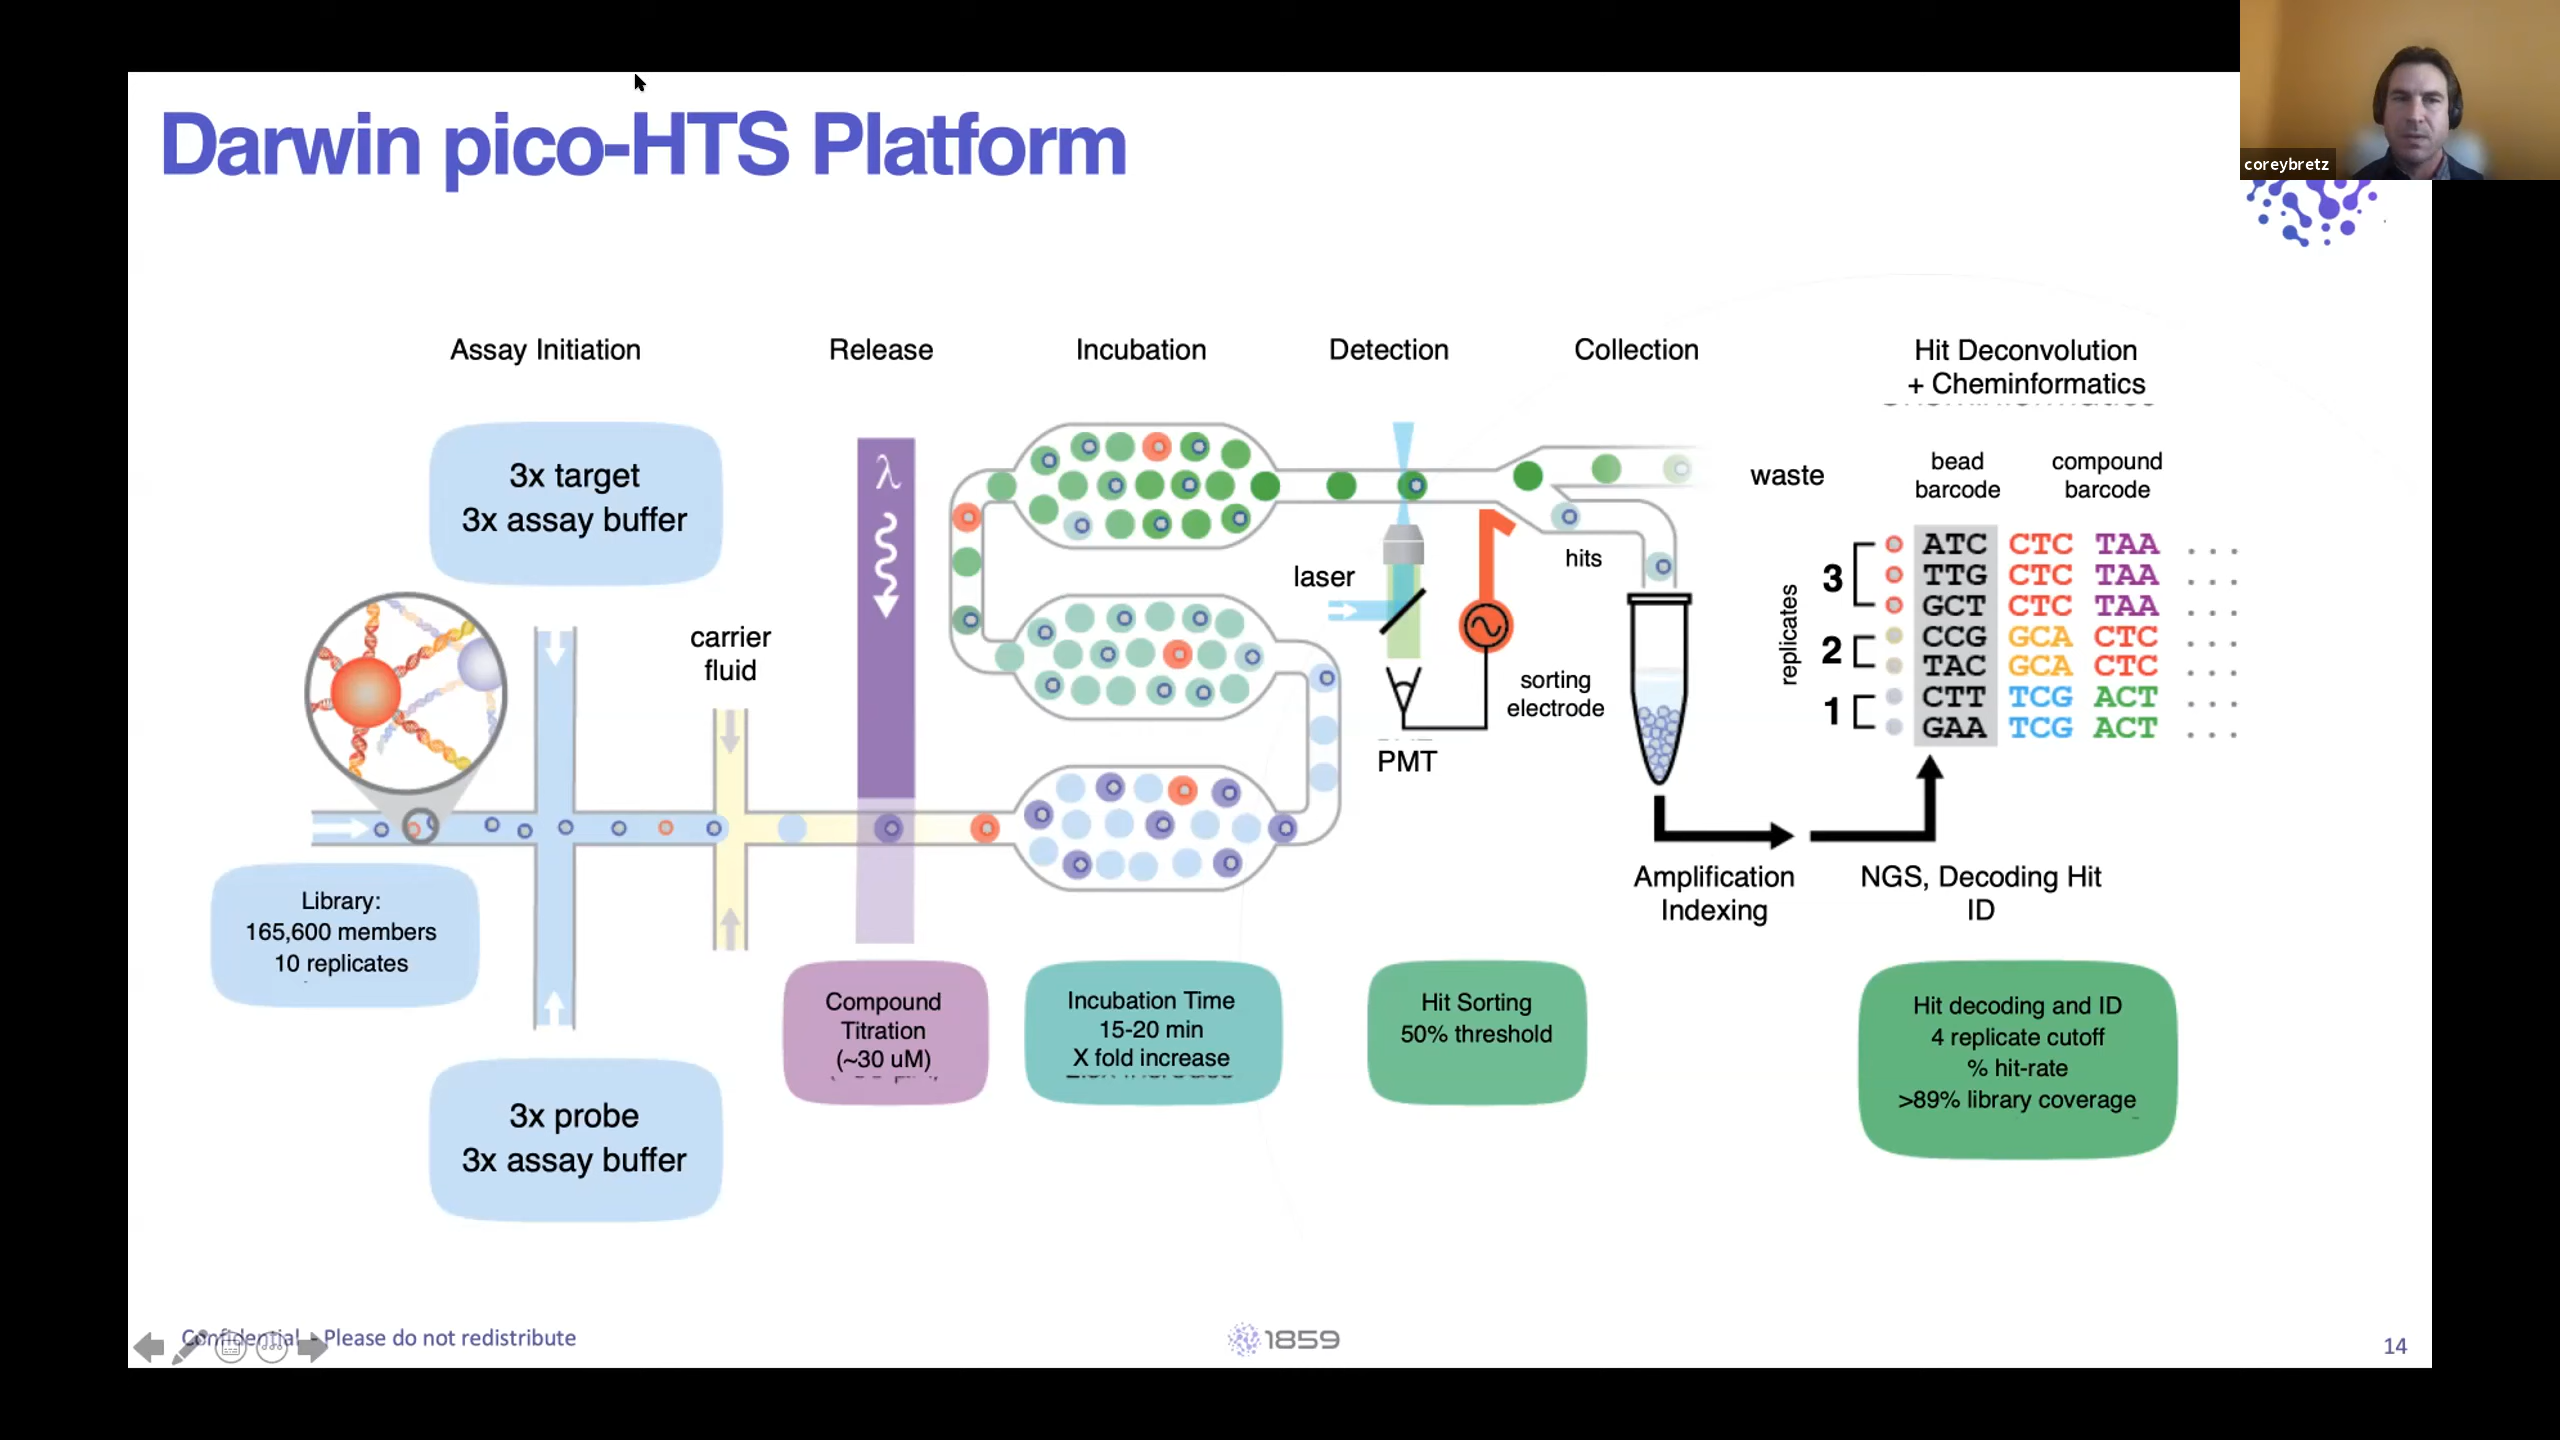 Darwin pico-HTS Platform
coreybretz
Assay Initiation
Release
Incubation
Detection
Collection
Hit Deconvolution
+ Cheminformatics
3x target
3x assay buffer
λ
carrier
fluid
laser
PMT
sorting
electrode
waste
hits
bead
barcode
compound
barcode
replicates
3
2
1
ATC CTC TAA ...
TTG CTC TAA ...
GCT CTC TAA ...
CCG GCA CTC ...
TAC GCA CTC ...
CTT TCG ACT ...
GAA TCG ACT ...
Library:
165,600 members
10 replicates
3x probe
3x assay buffer
Amplification
Indexing
NGS, Decoding Hit
ID
Compound
Titration
(~30 uM)
Incubation Time
15-20 min
X fold increase
Hit Sorting
50% threshold
Hit decoding and ID
4 replicate cutoff
% hit-rate
>89% library coverage
Confidential - Please do not redistribute
1859
14